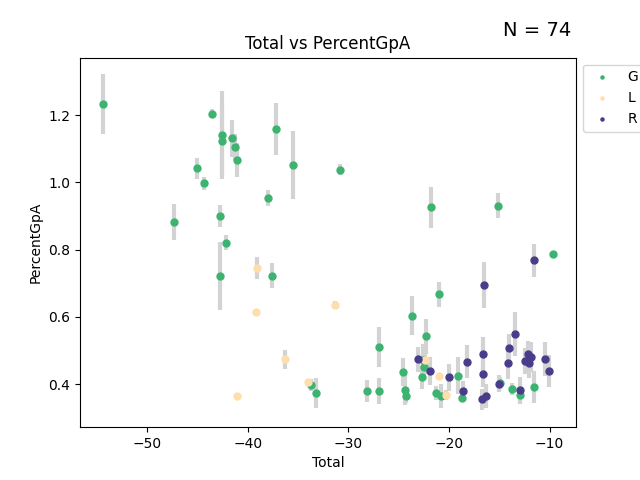 N = 74
Total vs PercentGpA
G
L
R
PercentGpA
1.2
1.0
0.8
0.6
0.4
−50
−40
−30
−20
−10
Total